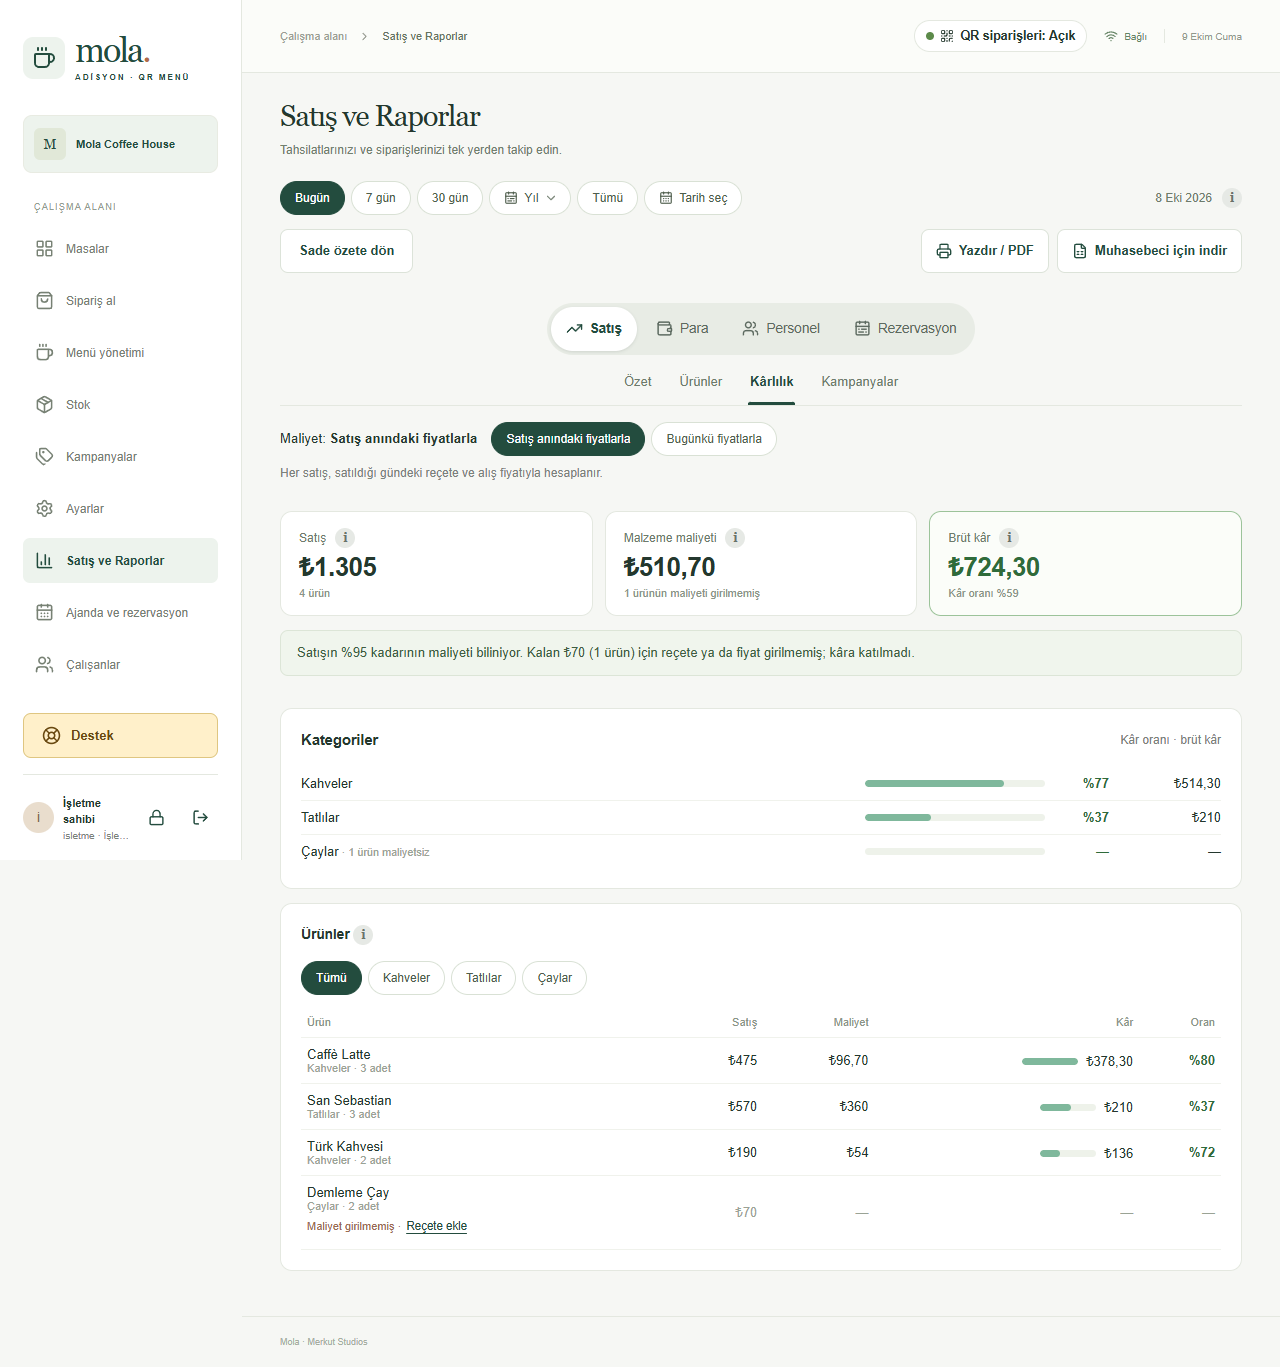 mola.
ADİSYON · QR MENÜ
M
Mola Coffee House
ÇALIŞMA ALANI
Masalar
Sipariş al
Menü yönetimi
Stok
Kampanyalar
Ayarlar
Satış ve Raporlar
Ajanda ve rezervasyon
Çalışanlar
Destek
İ
İşletme
sahibi
isletme · İşle...
Çalışma alanı
Satış ve Raporlar
QR siparişleri: Açık
Bağlı
9 Ekim Cuma
Satış ve Raporlar
Tahsilatlarınızı ve siparişlerinizi tek yerden takip edin.
Bugün
7 gün
30 gün
Yıl
Tümü
Tarih seç
8 Eki 2026
i
Sade özete dön
Yazdır / PDF
Muhasebeci için indir
Satış
Para
Personel
Rezervasyon
Özet
Ürünler
Kârlılık
Kampanyalar
Maliyet: Satış anındaki fiyatlarla
Satış anındaki fiyatlarla
Bugünkü fiyatlarla
Her satış, satıldığı gündeki reçete ve alış fiyatıyla hesaplanır.
Satış i
₺1.305
4 ürün
Malzeme maliyeti i
₺510,70
1 ürünün maliyeti girilmemiş
Brüt kâr i
₺724,30
Kâr oranı %59
Satışın %95 kadarının maliyeti biliniyor. Kalan ₺70 (1 ürün) için reçete ya da fiyat girilmemiş; kâra katılmadı.
Kategoriler
Kâr oranı · brüt kâr
Kahveler %77 ₺514,30
Tatlılar %37 ₺210
Çaylar · 1 ürün maliyetsiz — —
Ürünler i
Tümü
Kahveler
Tatlılar
Çaylar
Ürün Satış Maliyet Kâr Oran
Caffè Latte ₺475 ₺96,70 ₺378,30 %80
Kahveler · 3 adet
San Sebastian ₺570 ₺360 ₺210 %37
Tatlılar · 3 adet
Türk Kahvesi ₺190 ₺54 ₺136 %72
Kahveler · 2 adet
Demleme Çay
Çaylar · 2 adet
₺70 — — —
Maliyet girilmemiş · Reçete ekle
Mola · Merkut Studios